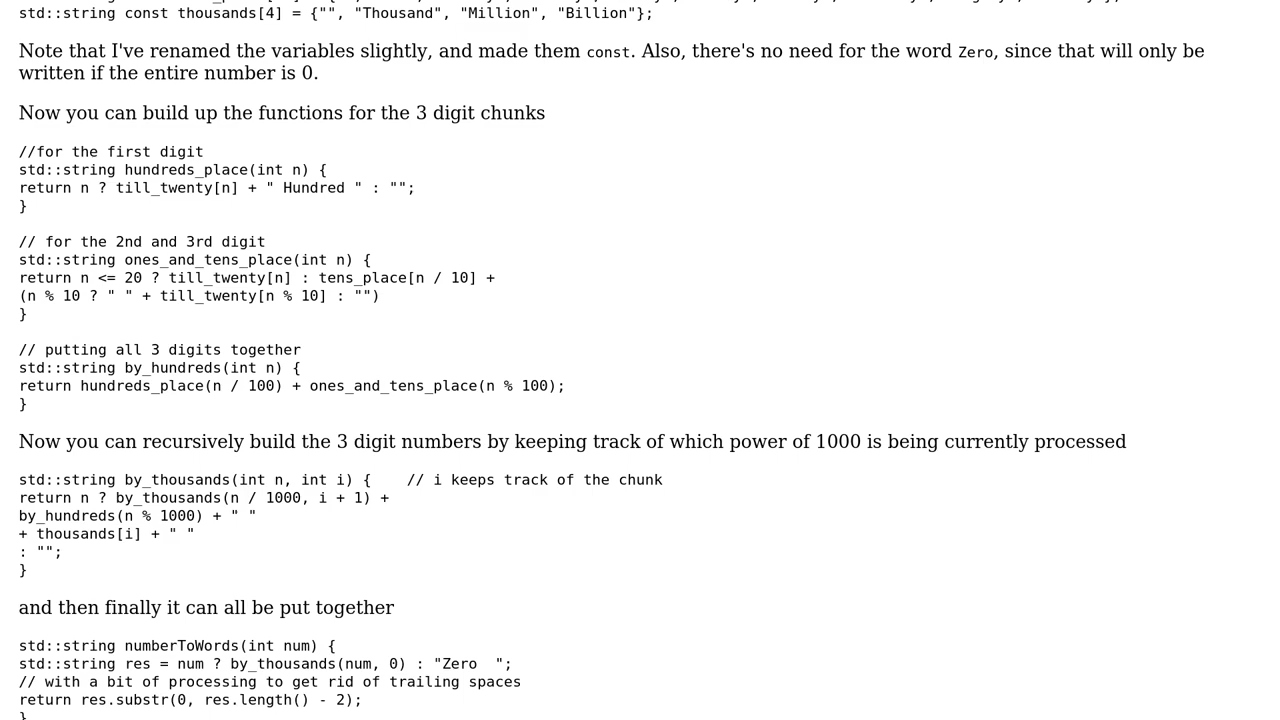 std::string const thousands[4] = {"", "Thousand", "Million", "Billion"};
Note that I've renamed the variables slightly, and made them const. Also, there's no need for the word Zero, since that will only be
written if the entire number is 0.
Now you can build up the functions for the 3 digit chunks
//for the first digit
std::string hundreds_place(int n) {
return n ? till_twenty[n] + " Hundred " : "";
}
// for the 2nd and 3rd digit
std::string ones_and_tens_place(int n) {
return n <= 20 ? till_twenty[n] : tens_place[n / 10] +
(n % 10 ? " " + till_twenty[n % 10] : "")
}
// putting all 3 digits together
std::string by_hundreds(int n) {
return hundreds_place(n / 100) + ones_and_tens_place(n % 100);
}
Now you can recursively build the 3 digit numbers by keeping track of which power of 1000 is being currently processed
std::string by_thousands(int n, int i) {    // i keeps track of the chunk
return n ? by_thousands(n / 1000, i + 1) +
by_hundreds(n % 1000) + " "
+ thousands[i] + " "
: "";
}
and then finally it can all be put together
std::string numberToWords(int num) {
std::string res = num ? by_thousands(num, 0) : "Zero  ";
// with a bit of processing to get rid of trailing spaces
return res.substr(0, res.length() - 2);
}